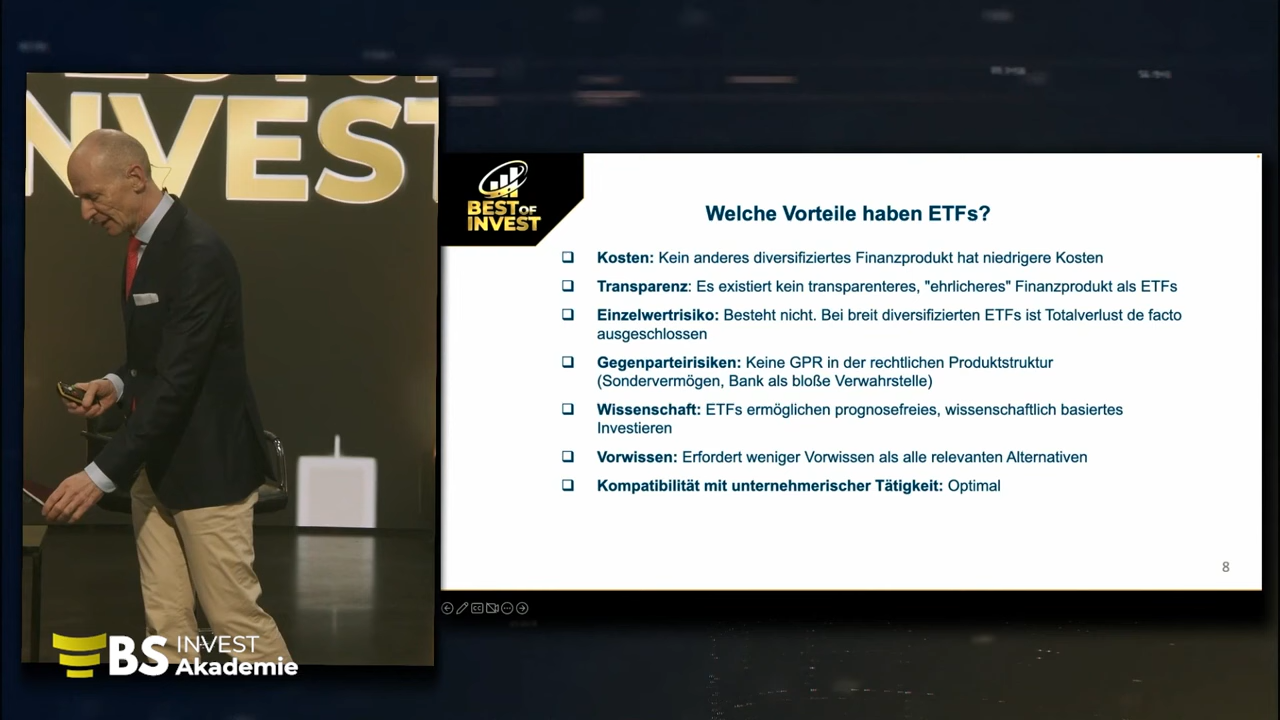 INVEST
BEST OF
INVEST
Welche Vorteile haben ETFs?
❑ Kosten: Kein anderes diversifiziertes Finanzprodukt hat niedrigere Kosten
❑ Transparenz: Es existiert kein transparenteres, "ehrlicheres" Finanzprodukt als ETFs
❑ Einzelwertrisiko: Besteht nicht. Bei breit diversifizierten ETFs ist Totalverlust de facto
ausgeschlossen
❑ Gegenparteirisiken: Keine GPR in der rechtlichen Produktstruktur
(Sondervermögen, Bank als bloße Verwahrstelle)
❑ Wissenschaft: ETFs ermöglichen prognosefreies, wissenschaftlich basiertes
Investieren
❑ Vorwissen: Erfordert weniger Vorwissen als alle relevanten Alternativen
❑ Kompatibilität mit unternehmerischer Tätigkeit: Optimal
8
BS INVEST
Akademie